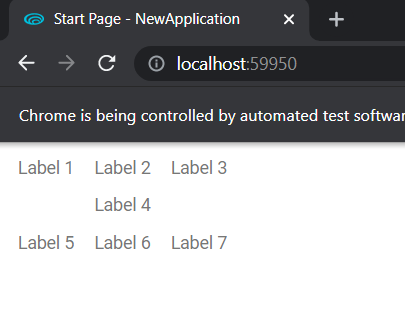 Start Page - NewApplication
localhost:59950
Chrome is being controlled by automated test softwar
Label 1 Label 2 Label 3
Label 4
Label 5 Label 6 Label 7